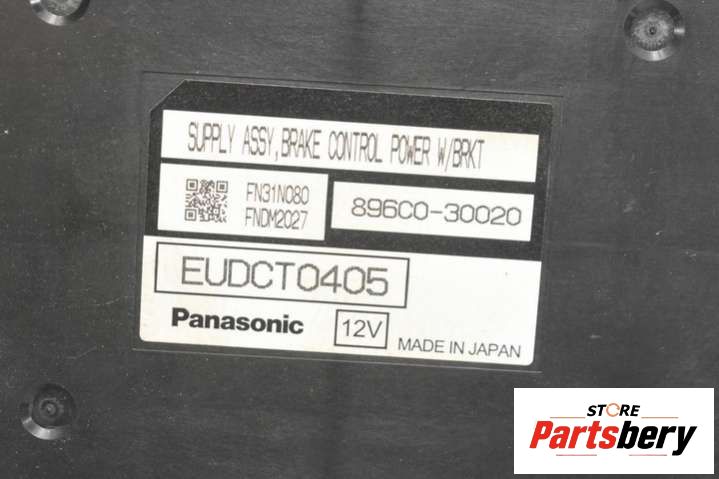 SUPPLY ASSY,BRAKE CONTROL POWER W/BRKT
FN31N080
FNDM2027
896C0-30020
EUDCT0405
Panasonic
12V
MADE IN JAPAN
STORE
Partsbery